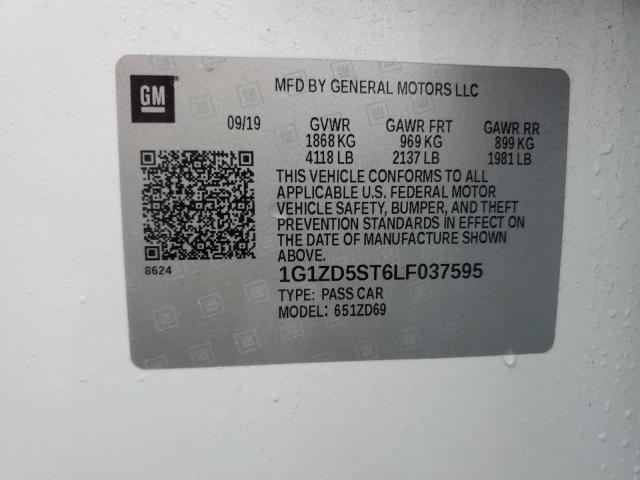 GM
MFD BY GENERAL MOTORS LLC
09/19 GVWR GAWR FRT GAWR RR
1868 KG 969 KG 899 KG
4118 LB 2137 LB 1981 LB
THIS VEHICLE CONFORMS TO ALL
APPLICABLE U.S. FEDERAL MOTOR
VEHICLE SAFETY, BUMPER, AND THEFT
PREVENTION STANDARDS IN EFFECT ON
THE DATE OF MANUFACTURE SHOWN
ABOVE.
8624
1G1ZD5ST6LF037595
TYPE: PASS CAR
MODEL: 651ZD69